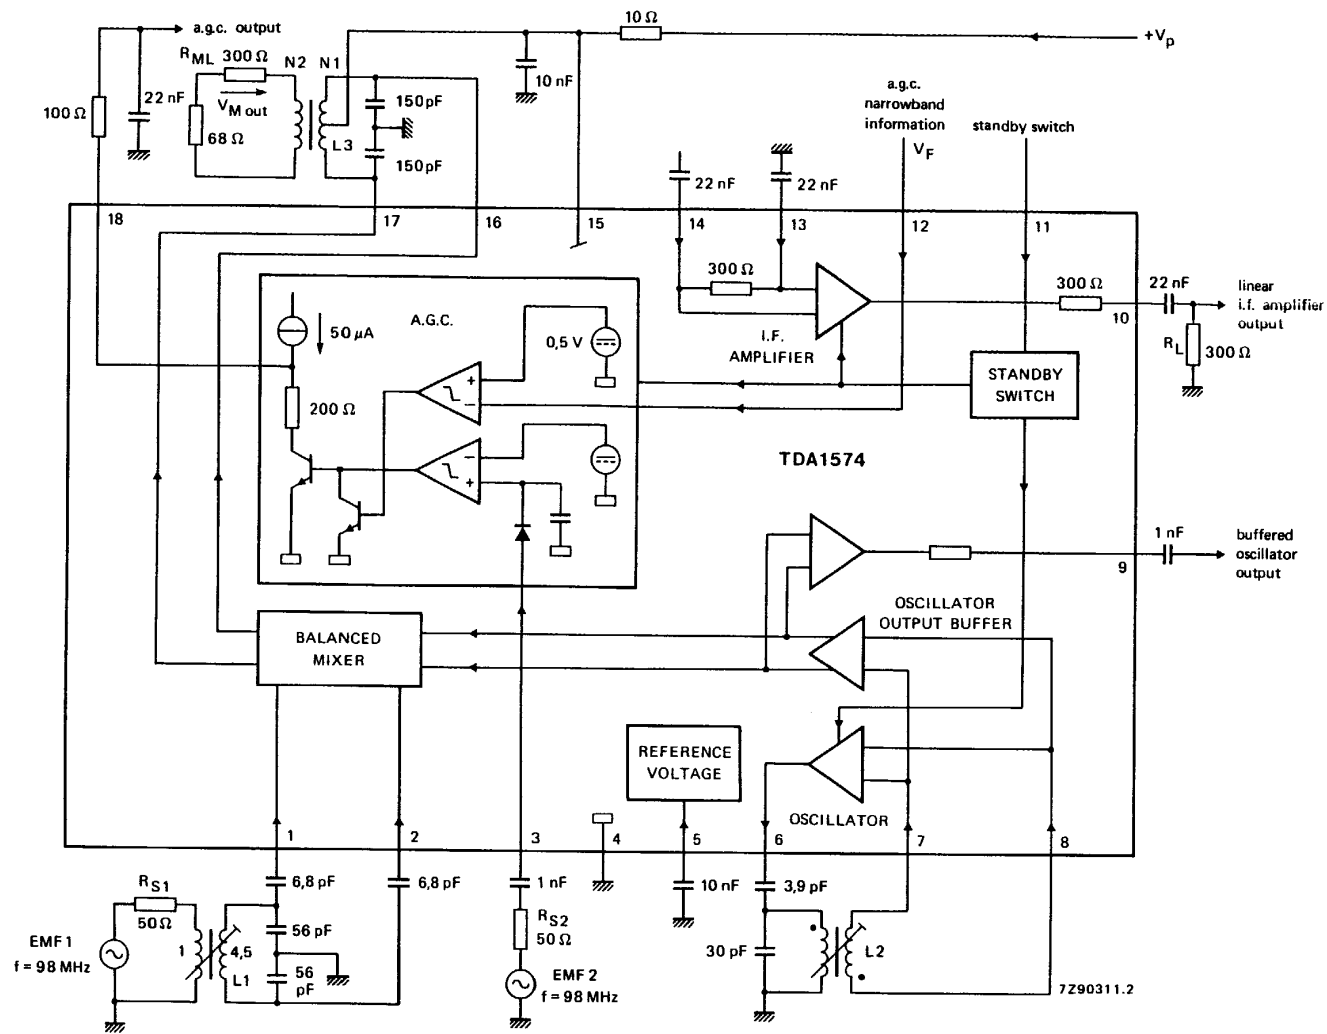 a.g.c. output
10 Ω
+Vp
RML 300 Ω
N2 N1
100 Ω
22 nF
VM out
68 Ω
L3
150 pF
150 pF
10 nF
a.g.c.
narrowband
information
VF
standby switch
22 nF
22 nF
18
17
16
15
14
13
12
11
300 Ω
300 Ω
22 nF
linear
i.f. amplifier
output
10
RL
300 Ω
50 μA
A.G.C.
0,5 V
I.F.
AMPLIFIER
+
−
200 Ω
STANDBY
SWITCH
−
+
TDA1574
1 nF
buffered
oscillator
output
9
OSCILLATOR
OUTPUT BUFFER
BALANCED
MIXER
REFERENCE
VOLTAGE
OSCILLATOR
1
2
3
4
5
6
7
8
6,8 pF
6,8 pF
1 nF
10 nF
3,9 pF
RS1
50 Ω
RS2
50 Ω
EMF 1
f = 98 MHz
1
4,5
L1
56 pF
56
pF
EMF 2
f = 98 MHz
30 pF
L2
7Z90311.2